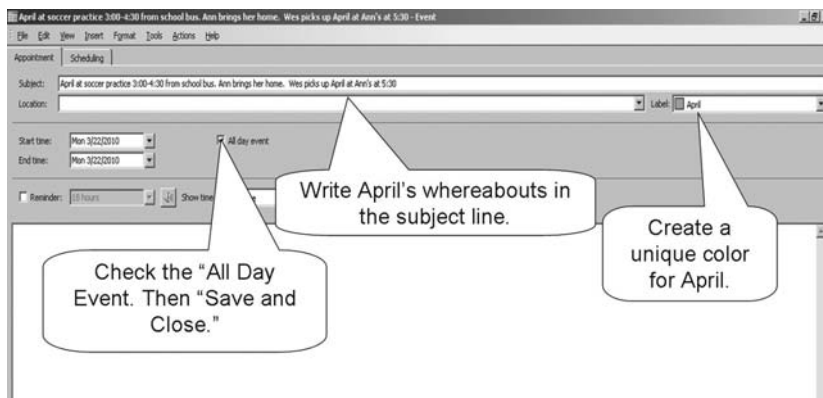 April at soccer practice 3:00-4:30 from school bus. Ann brings her home. Wes picks up April at Ann's at 5:30 - Event
File Edit View Insert Format Tools Actions Help
Appointment Scheduling
Subject: April at soccer practice 3:00-4:30 from school bus. Ann brings her home. Wes picks up April at Ann's at 5:30
Location: Label: April
Start time: Mon 3/22/2010 All day event
End time: Mon 3/22/2010
Reminder: 18 hours Show time
Write April's whereabouts in
the subject line.
Create a
unique color
for April.
Check the “All Day
Event. Then “Save and
Close.”